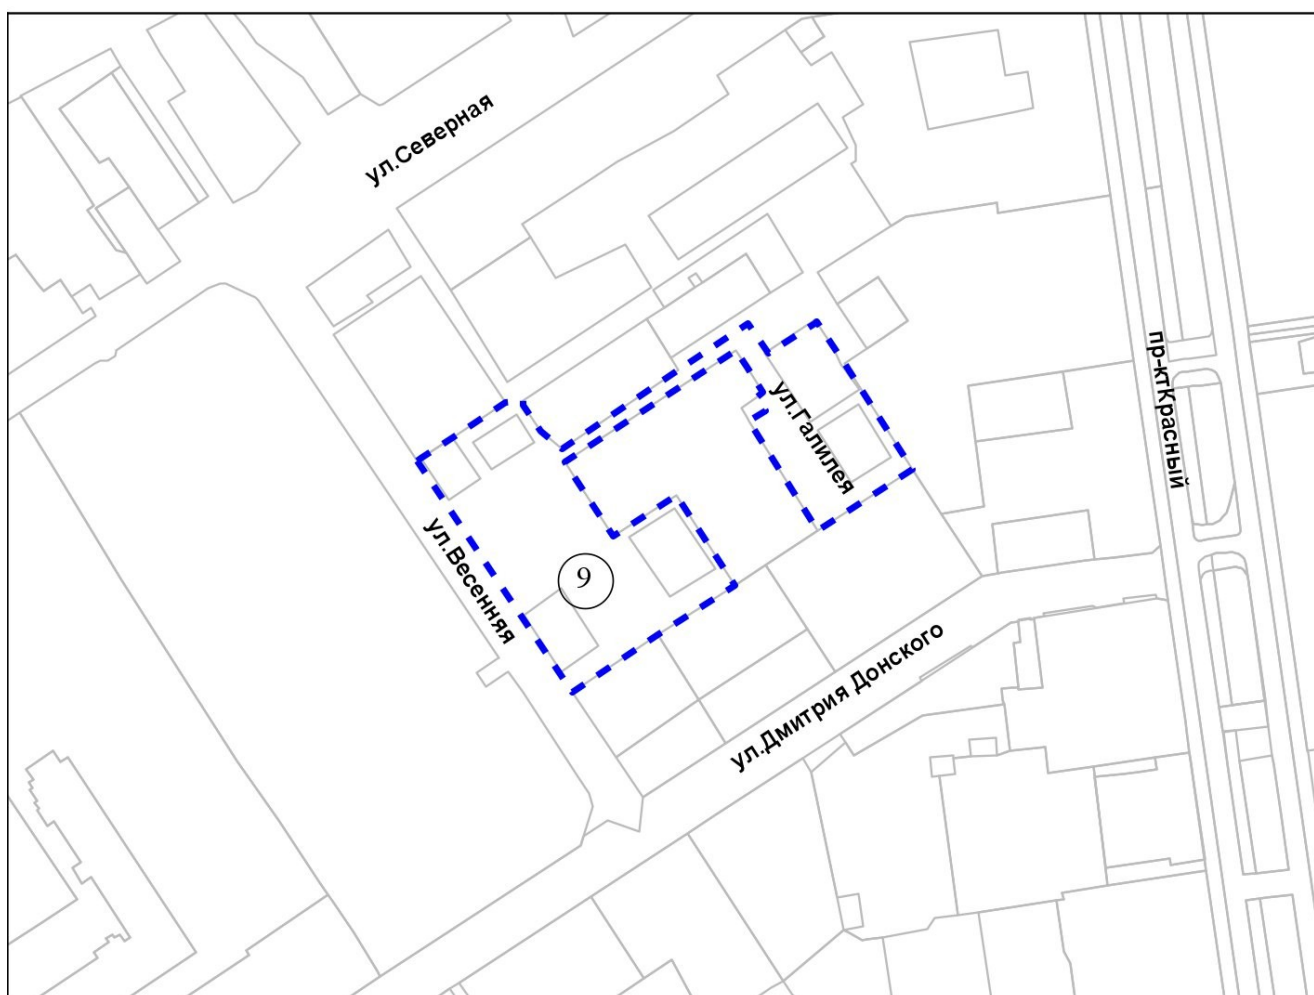 ул.Северная
пр-ктКрасный
ул.Галилея
ул.Весенняя
9
ул.Дмитрия Донского